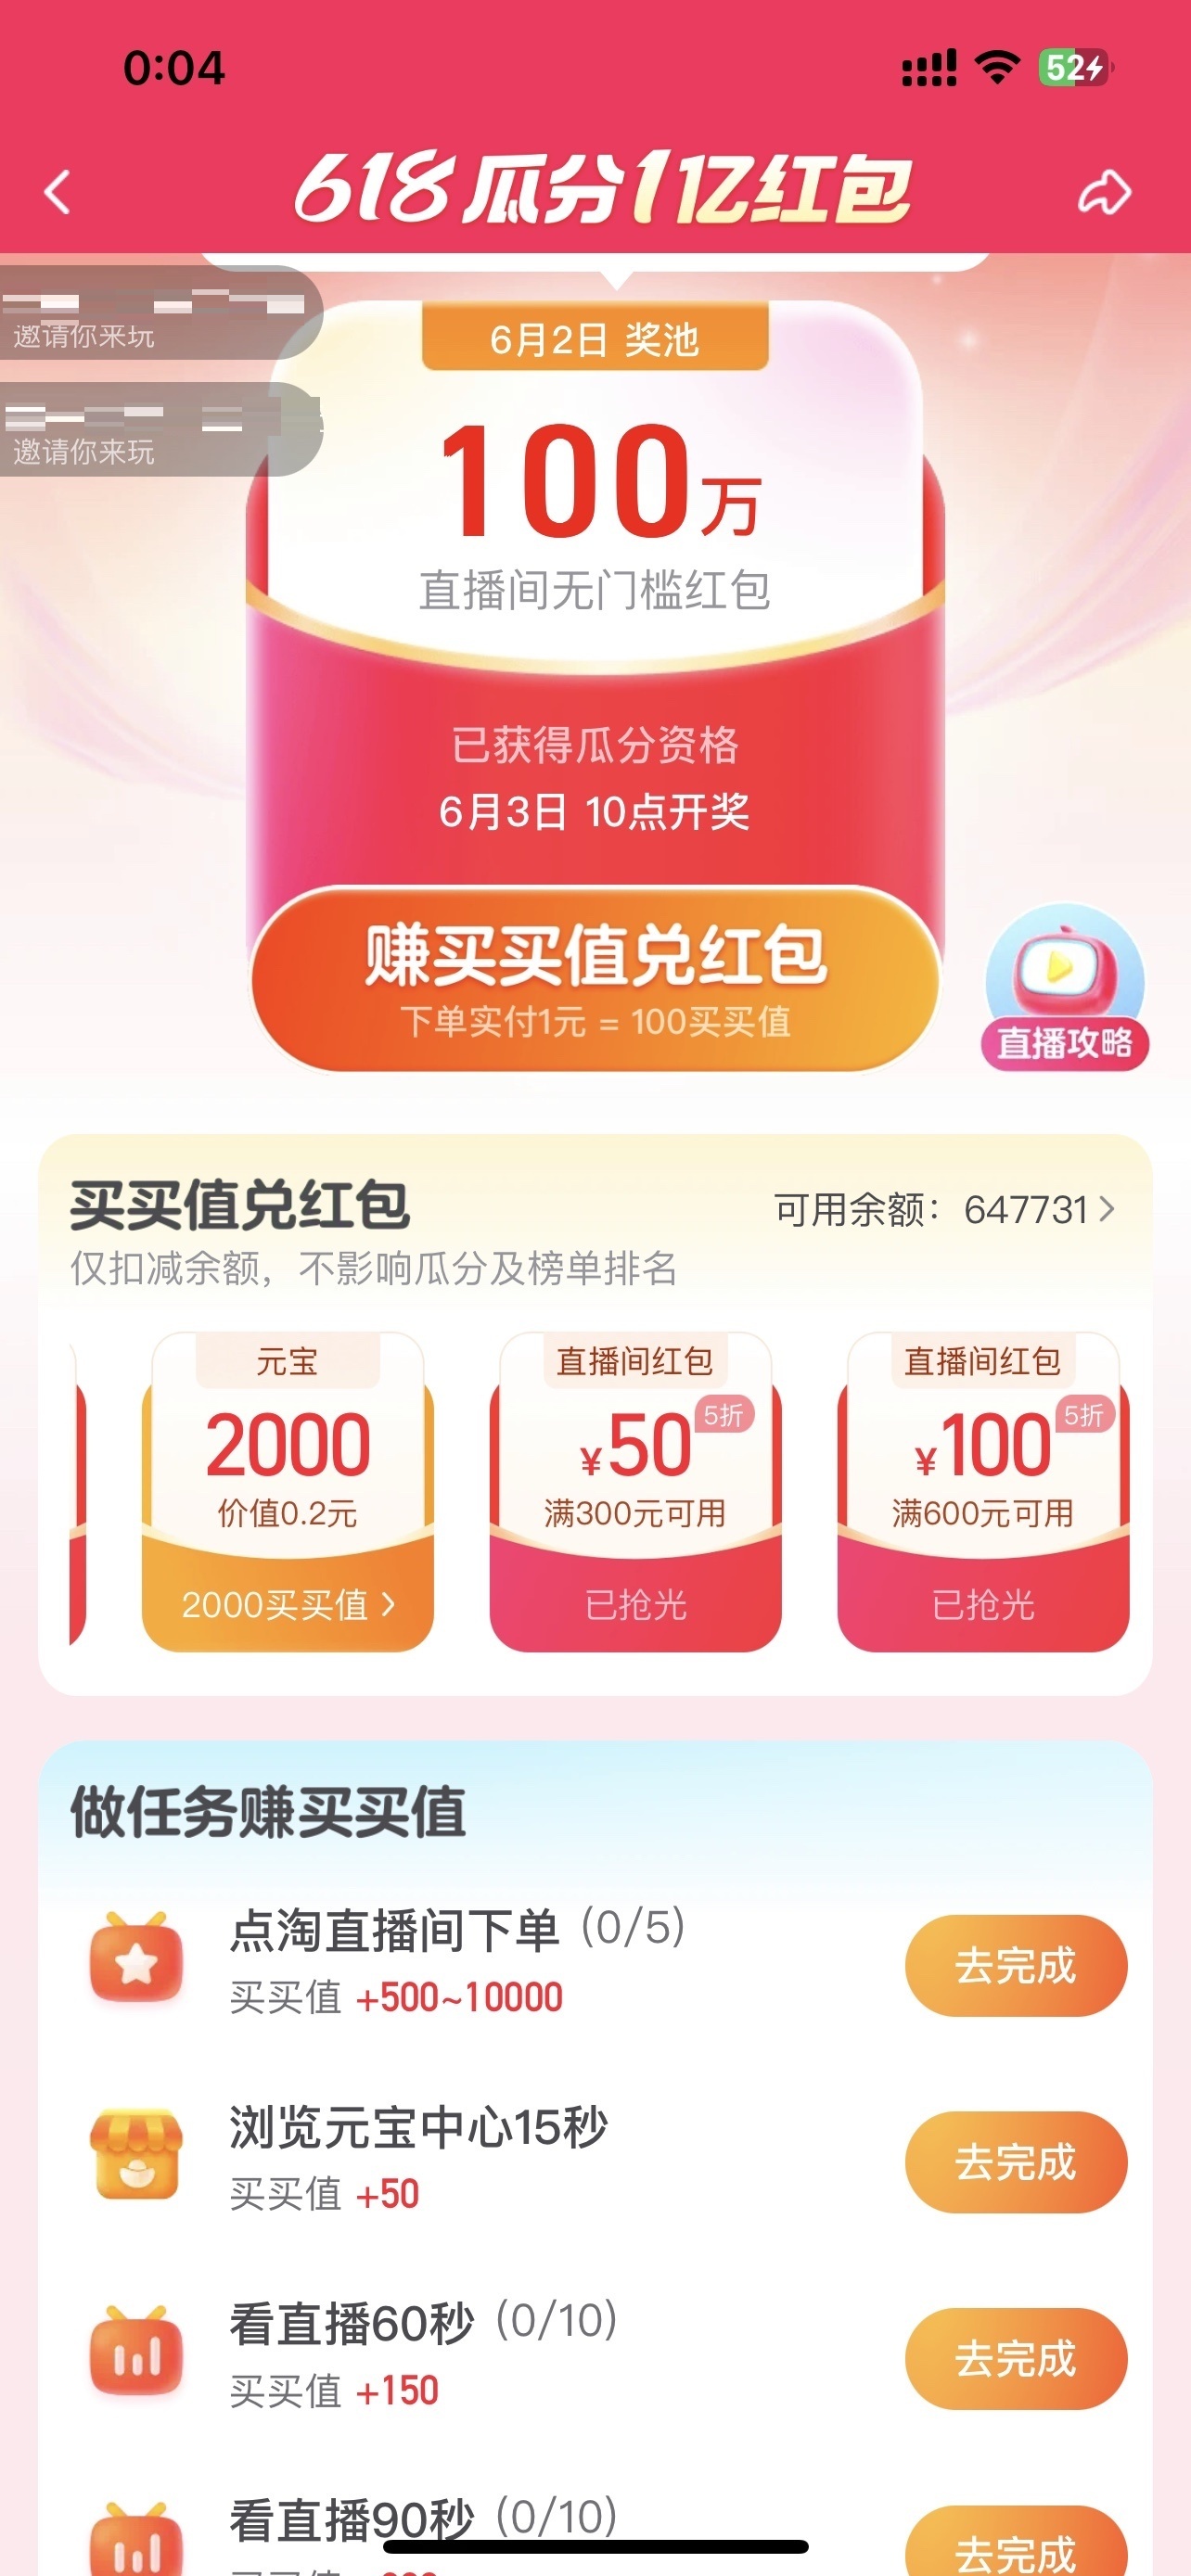 0:04
52
618瓜分1亿红包
邀请你来玩
邀请你来玩
6月2日 奖池
100万
直播间无门槛红包
已获得瓜分资格
6月3日 10点开奖
赚买买值兑红包
下单实付1元 = 100买买值
直播攻略
买买值兑红包
可用余额：647731
仅扣减余额，不影响瓜分及榜单排名
元宝
2000
价值0.2元
2000买买值
直播间红包
¥50
5折
满300元可用
已抢光
直播间红包
¥100
5折
满600元可用
已抢光
做任务赚买买值
点淘直播间下单 (0/5)
买买值 +500~10000
去完成
浏览元宝中心15秒
买买值 +50
去完成
看直播60秒 (0/10)
买买值 +150
去完成
看直播90秒 (0/10)
去完成